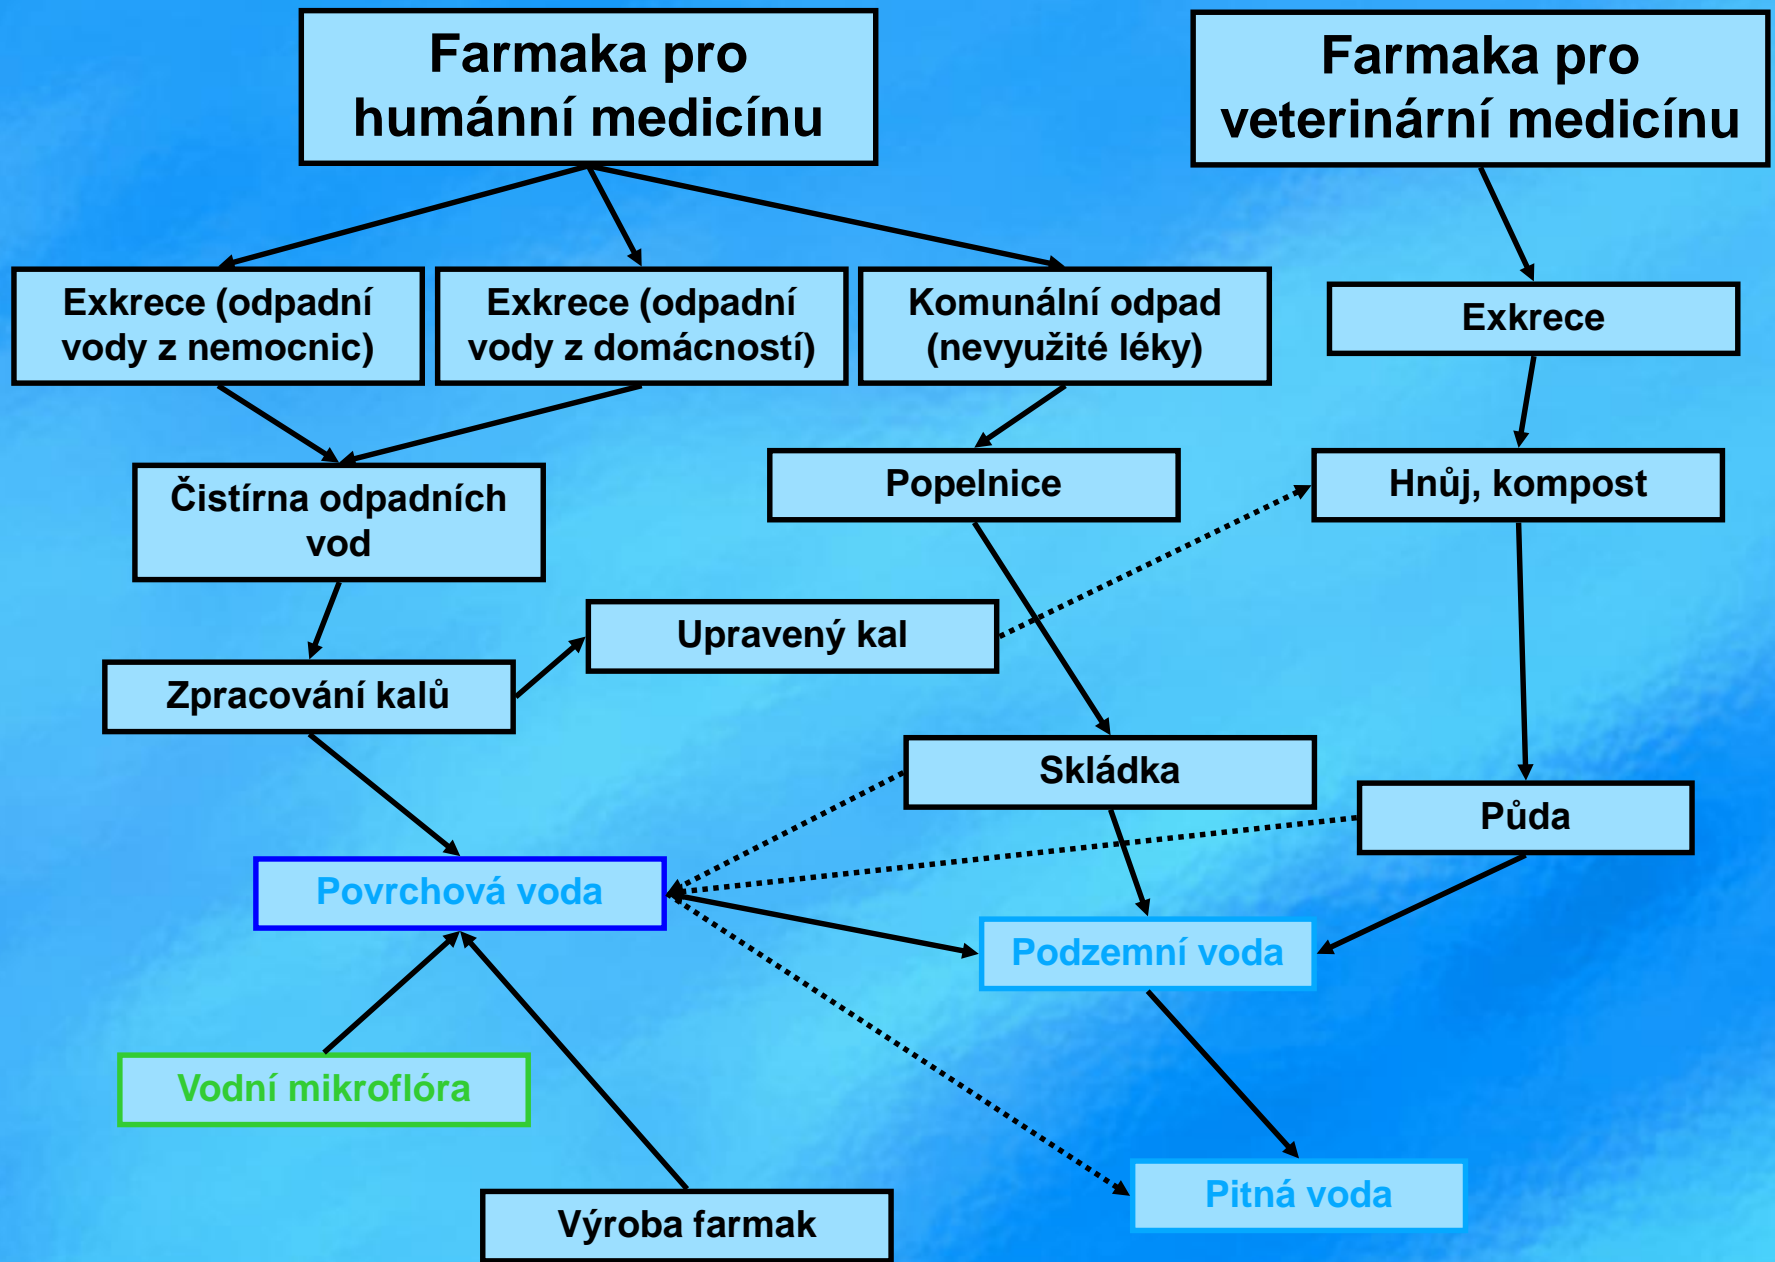 Farmaka pro
humánní medicínu
Farmaka pro
veterinární medicínu
Exkrece (odpadní
vody z nemocnic)
Exkrece (odpadní
vody z domácností)
Komunální odpad
(nevyužité léky)
Exkrece
Čistírna odpadních
vod
Popelnice
Hnůj, kompost
Upravený kal
Zpracování kalů
Skládka
Půda
Povrchová voda
Podzemní voda
Vodní mikroflóra
Pitná voda
Výroba farmak